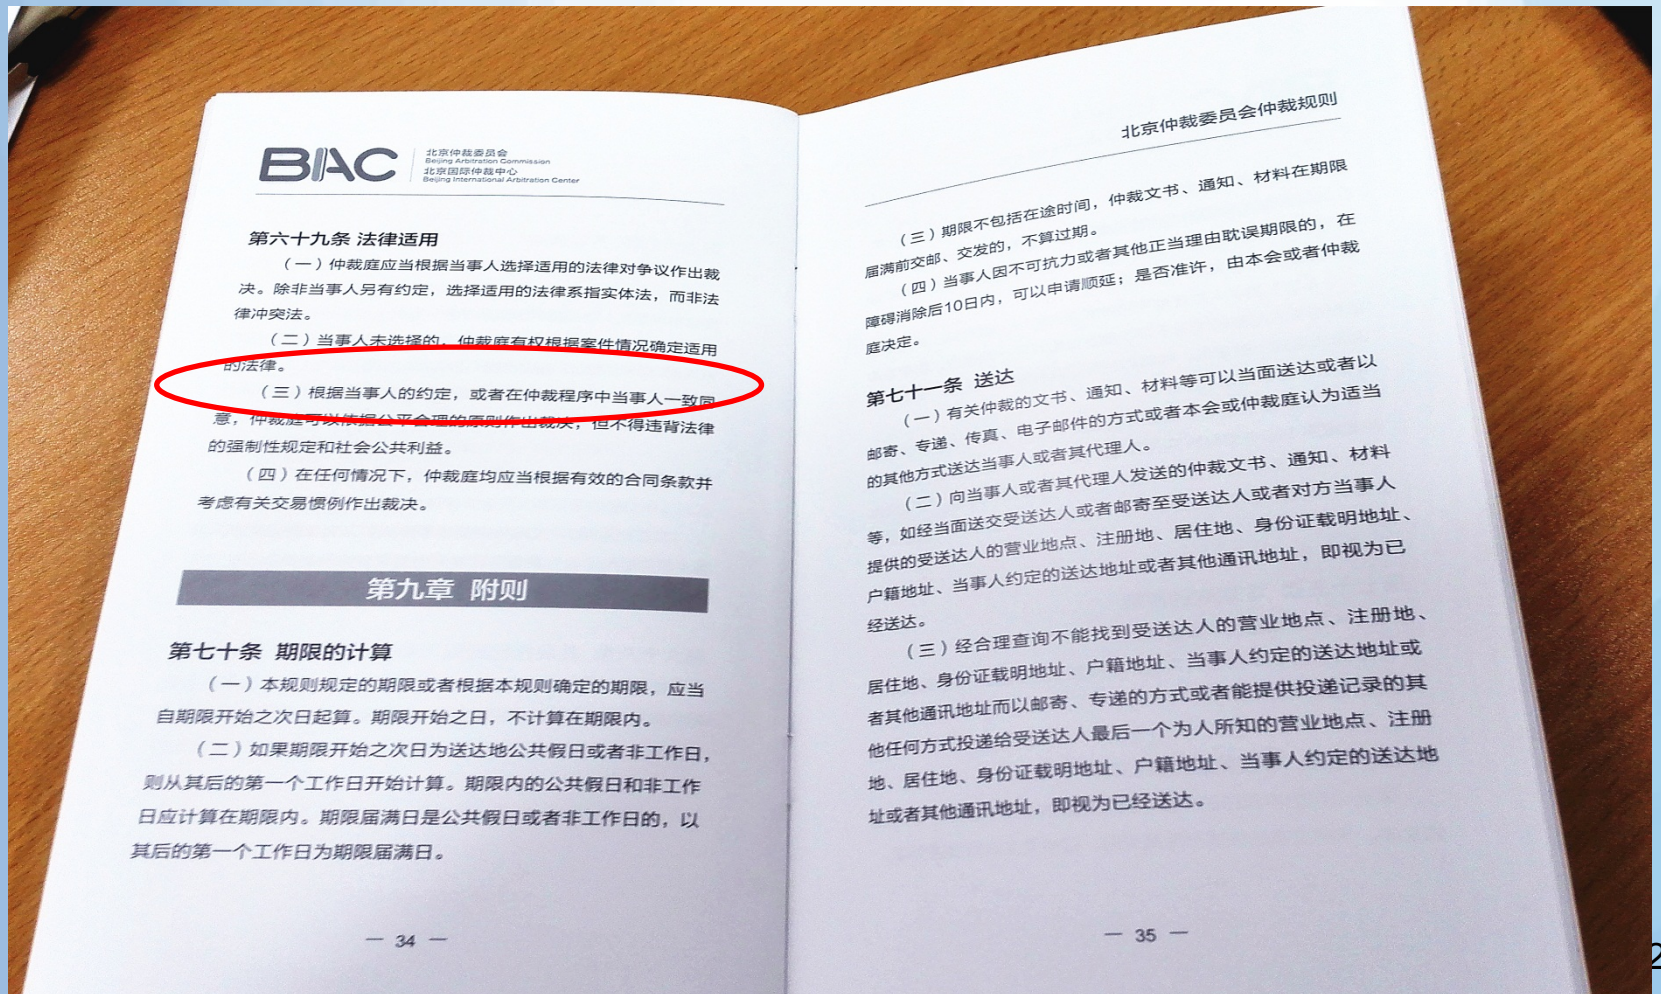 BAC
北京仲裁委员会
Beijing Arbitration Commission
北京国际仲裁中心
Beijing International Arbitration Center
第六十九条 法律适用
（一）仲裁庭应当根据当事人选择适用的法律对争议作出裁
决。除非当事人另有约定，选择适用的法律系指实体法，而非法
律冲突法。
（二）当事人未选择的，仲裁庭有权根据案件情况确定适用
的法律。
（三）根据当事人的约定，或者在仲裁程序中当事人一致同
意，仲裁庭可以依据公平合理的原则作出裁决，但不得违背法律
的强制性规定和社会公共利益。
（四）在任何情况下，仲裁庭均应当根据有效的合同条款并
考虑有关交易惯例作出裁决。
第九章 附则
第七十条 期限的计算
（一）本规则规定的期限或者根据本规则确定的期限，应当
自期限开始之次日起算。期限开始之日，不计算在期限内。
（二）如果期限开始之次日为送达地公共假日或者非工作日，
则从其后的第一个工作日开始计算。期限内的公共假日和非工作
日应计算在期限内。期限届满日是公共假日或者非工作日的，以
其后的第一个工作日为期限届满日。
— 34 —
北京仲裁委员会仲裁规则
（三）期限不包括在途时间，仲裁文书、通知、材料在期限
届满前交邮、交发的，不算过期。
（四）当事人因不可抗力或者其他正当理由耽误期限的，在
障碍消除后10日内，可以申请顺延；是否准许，由本会或者仲裁
庭决定。
第七十一条 送达
（一）有关仲裁的文书、通知、材料等可以当面送达或者以
邮寄、专递、传真、电子邮件的方式或者本会或仲裁庭认为适当
的其他方式送达当事人或者其代理人。
（二）向当事人或者其代理人发送的仲裁文书、通知、材料
等，如经当面送交受送达人或者邮寄至受送达人或者对方当事人
提供的受送达人的营业地点、注册地、居住地、身份证载明地址、
户籍地址、当事人约定的送达地址或者其他通讯地址，即视为已
经送达。
（三）经合理查询不能找到受送达人的营业地点、注册地、
居住地、身份证载明地址、户籍地址、当事人约定的送达地址或
者其他通讯地址而以邮寄、专递的方式或者能提供投递记录的其
他任何方式投递给受送达人最后一个为人所知的营业地点、注册
地、居住地、身份证载明地址、户籍地址、当事人约定的送达地
址或者其他通讯地址，即视为已经送达。
— 35 —
2